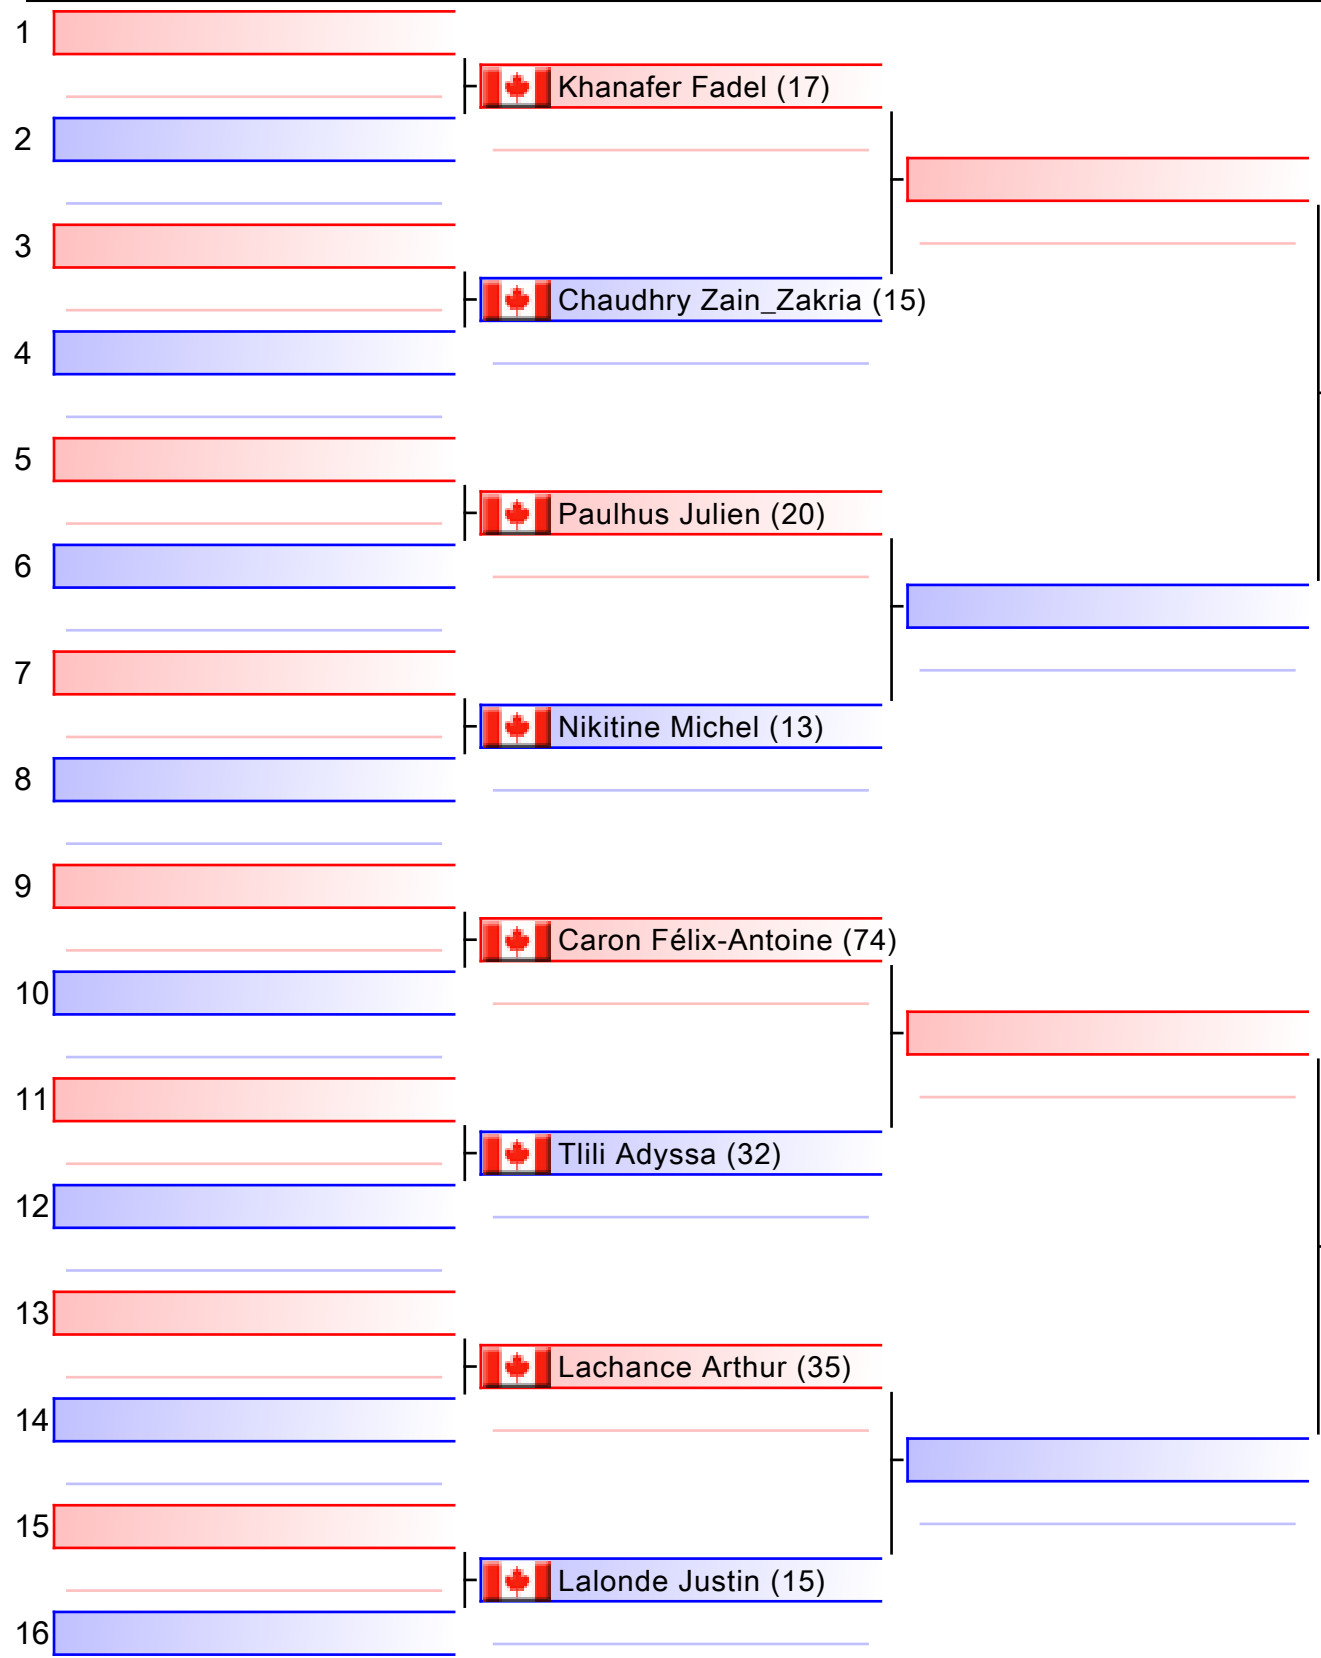 1
Khanafer Fadel (17)
2
3
Chaudhry Zain_Zakria (15)
4
5
Paulhus Julien (20)
6
7
Nikitine Michel (13)
8
9
Caron Félix-Antoine (74)
10
11
Tlili Adyssa (32)
12
13
Lachance Arthur (35)
14
15
Lalonde Justin (15)
16